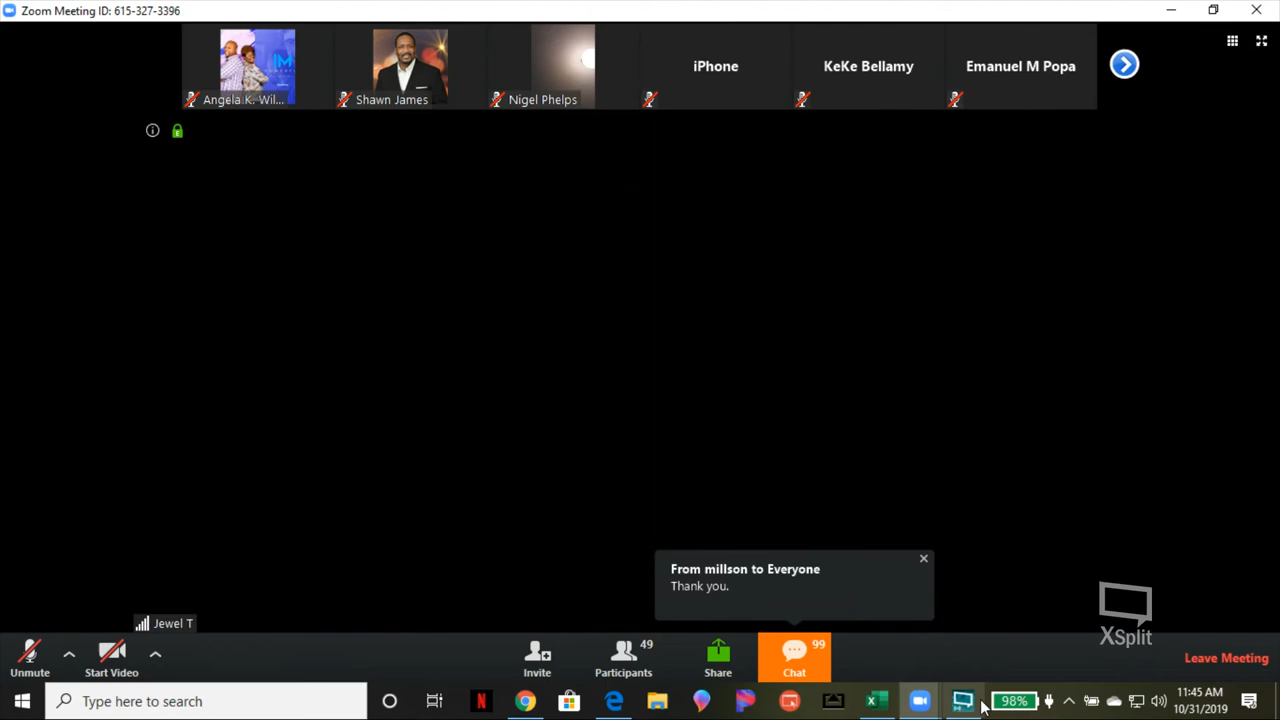 Zoom Meeting ID: 615-327-3396
iPhone
KeKe Bellamy
Emanuel M Popa
Angela K. Wil...
Shawn James
Nigel Phelps
From millson to Everyone
Thank you.
XSplit
Jewel T
Unmute
Start Video
Invite
49
Participants
Share
99
Chat
Leave Meeting
Type here to search
98%
11:45 AM
10/31/2019